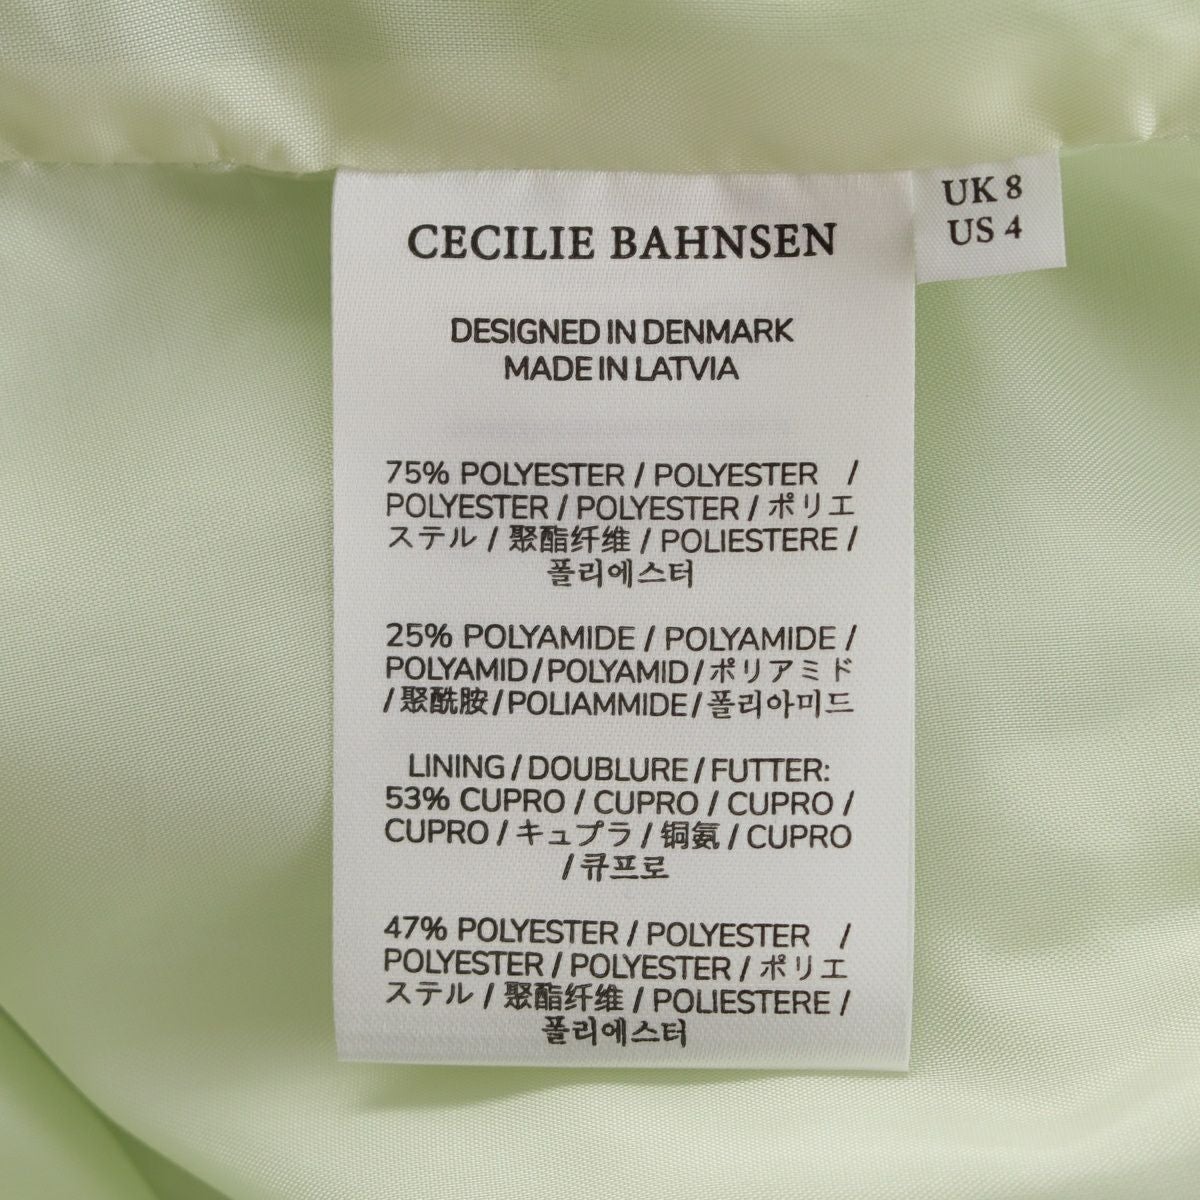 CECILIE BAHNSEN
UK 8
US 4
DESIGNED IN DENMARK
MADE IN LATVIA
75% POLYESTER / POLYESTER /
POLYESTER / POLYESTER / ポリエ
ステル / 聚酯纤维 / POLIESTERE /
폴리에스터
25% POLYAMIDE / POLYAMIDE /
POLYAMID / POLYAMID / ポリアミド
/ 聚酰胺 / POLIAMMIDE / 폴리아미드
LINING / DOUBLURE / FUTTER:
53% CUPRO / CUPRO / CUPRO /
CUPRO / キュプラ / 铜氨 / CUPRO
/ 큐프로
47% POLYESTER / POLYESTER /
POLYESTER / POLYESTER / ポリエ
ステル / 聚酯纤维 / POLIESTERE /
폴리에스터